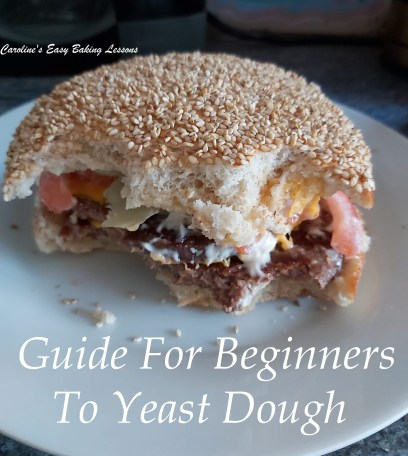 Caroline's Easy Baking Lessons
Guide For Beginners
To Yeast Dough